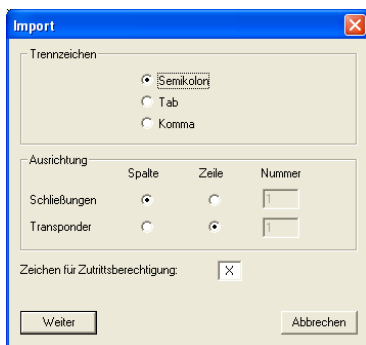 Import
Trennzeichen
Semikolon
Tab
Komma
Ausrichtung
Spalte Zeile Nummer
Schließungen 1
Transponder 1
Zeichen für Zutrittsberechtigung: X
Weiter Abbrechen